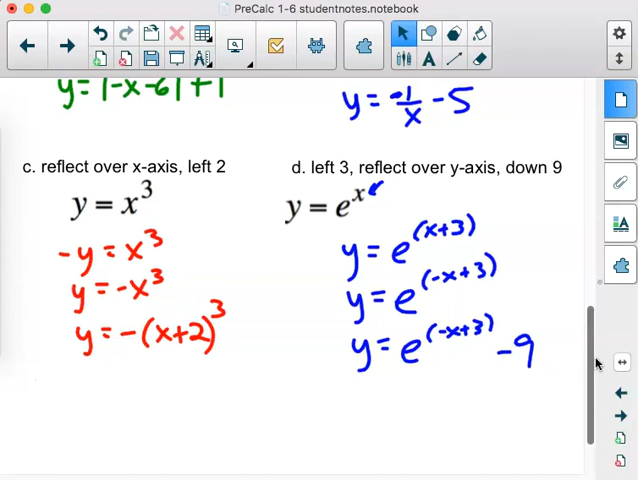 PreCalc 1-6 studentnotes.notebook
y=|-x-6|+1
y = -1/x - 5
c. reflect over x-axis, left 2
y = x³
-y = x³
y = -x³
y = -(x+2)³
d. left 3, reflect over y-axis, down 9
y = eˣ
y = e^(x+3)
y = e^(-x+3)
y = e^(-x+3) - 9